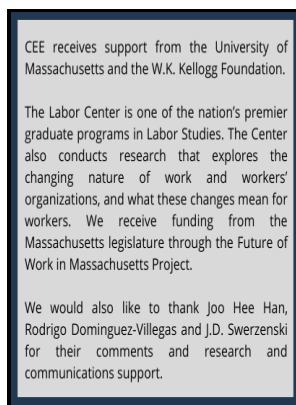 CEE receives support from the University of
Massachusetts and the W.K. Kellogg Foundation.
The Labor Center is one of the nation's premier
graduate programs in Labor Studies. The Center
also conducts research that explores the
changing nature of work and workers'
organizations, and what these changes mean for
workers. We receive funding from the
Massachusetts legislature through the Future of
Work in Massachusetts Project.
We would also like to thank Joo Hee Han,
Rodrigo Dominguez-Villegas and J.D. Swerzenski
for their comments and research and
communications support.